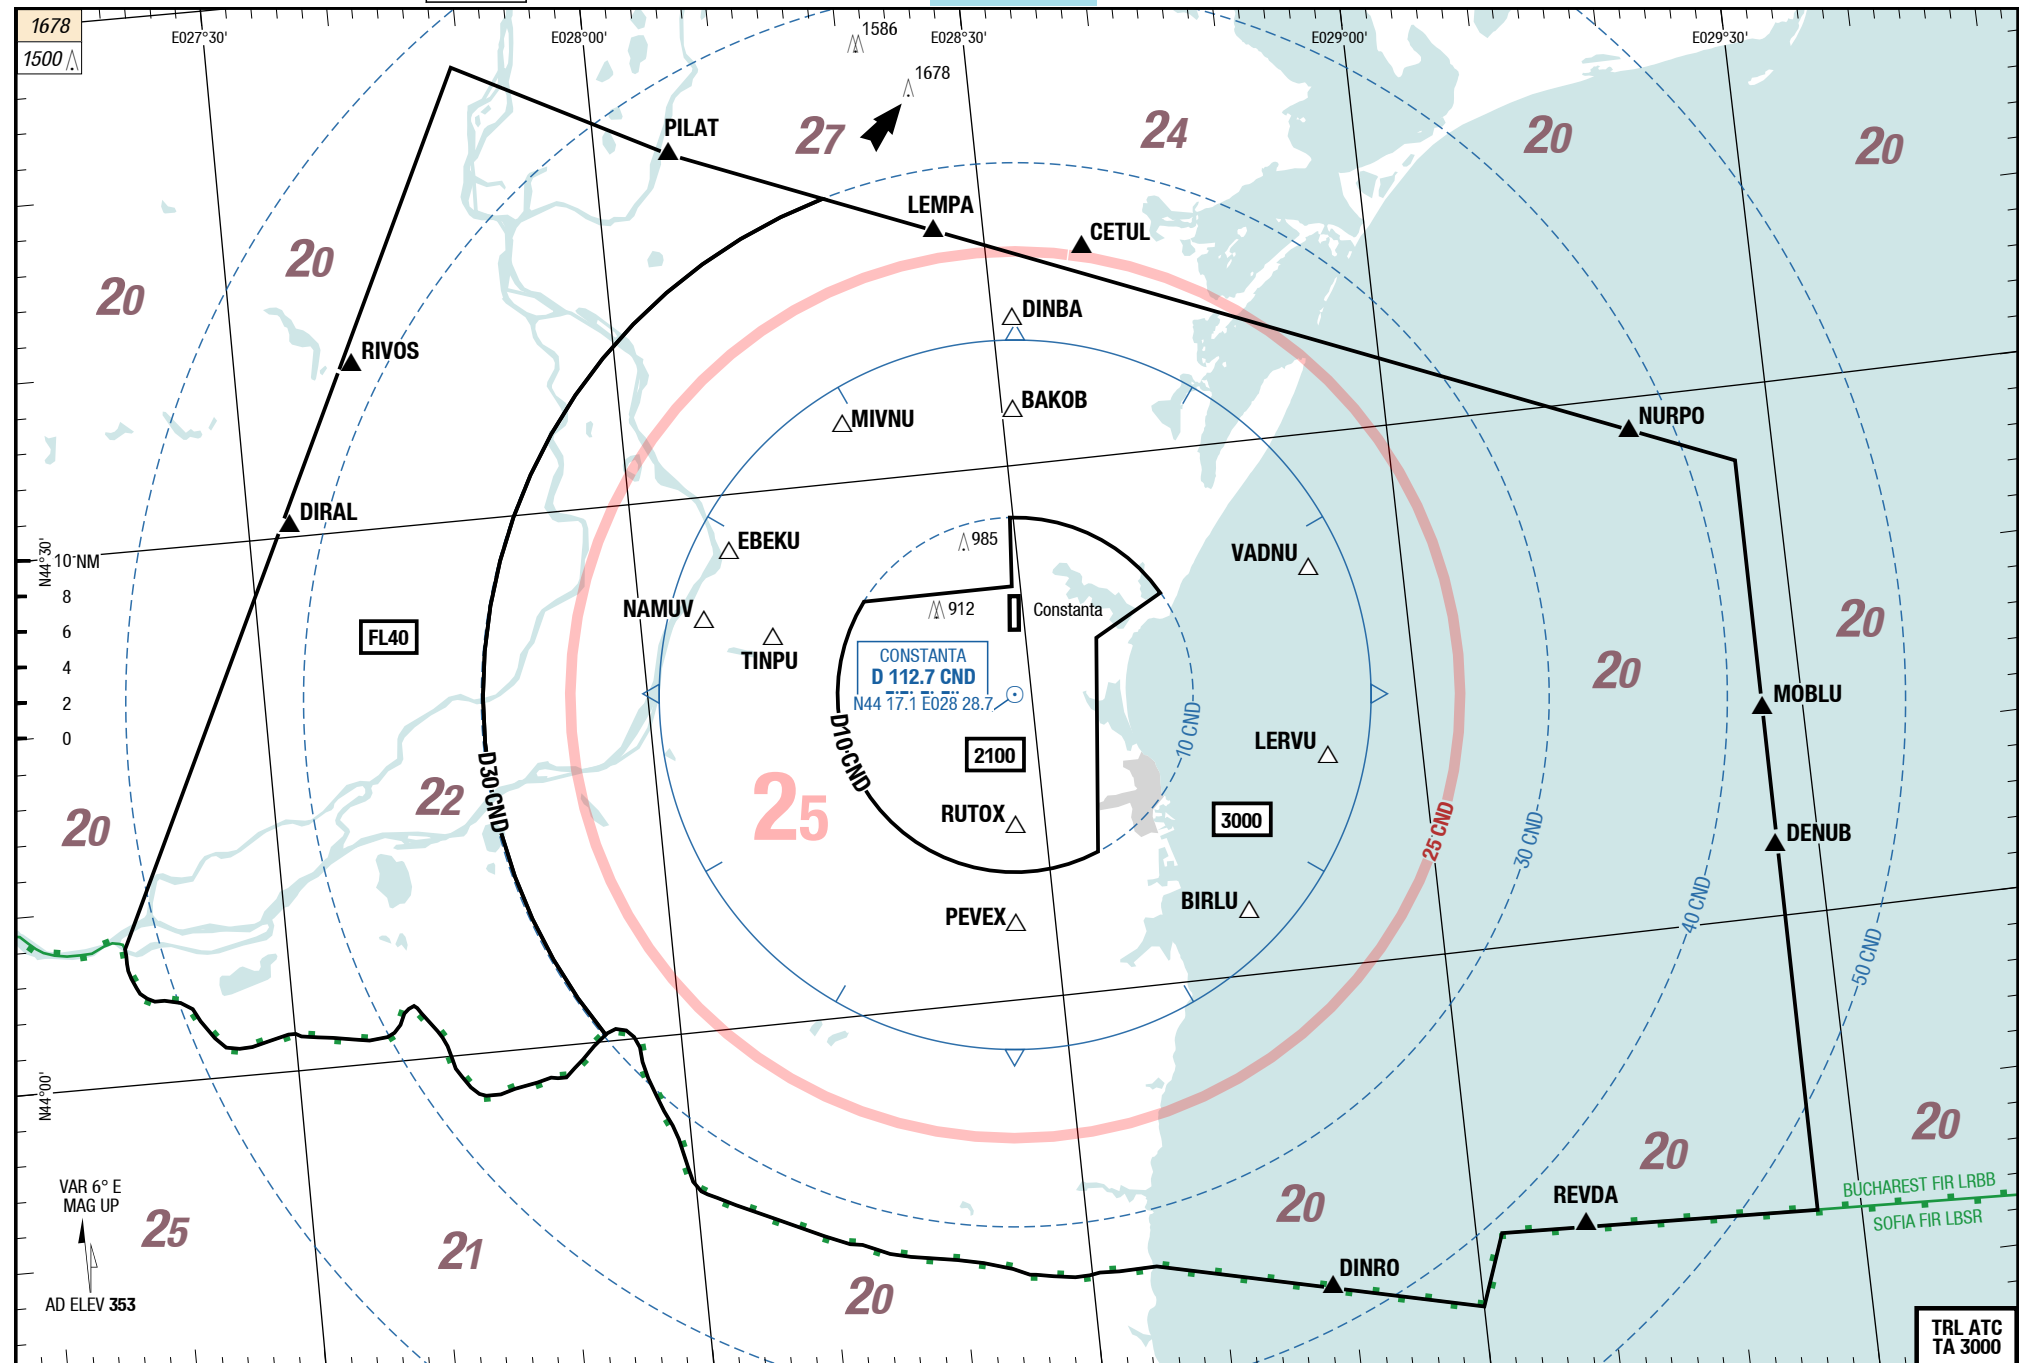 1678
1500
E027°30'
E028°00'
1586
E028°30'
E029°00'
E029°30'
1678
PILAT
27
24
20
20
LEMPA
CETUL
20
20
DINBA
RIVOS
BAKOB
MIVNU
NURPO
DIRAL
EBEKU
985
VADNU
N44°30'
10 NM
8
6
4
2
0
NAMUV
912
Constanta
FL40
TINPU
CONSTANTA
D 112.7 CND
N44 17.1 E028 28.7
20
20
MOBLU
D10 CND
10 CND
LERVU
2100
D30 CND
22
25
RUTOX
3000
25 CND
30 CND
DENUB
20
40 CND
PEVEX
BIRLU
50 CND
N44°00'
20
20
VAR 6° E
MAG UP
AD ELEV 353
25
21
20
20
REVDA
BUCHAREST FIR LRBB
SOFIA FIR LBSR
DINRO
TRL ATC
TA 3000